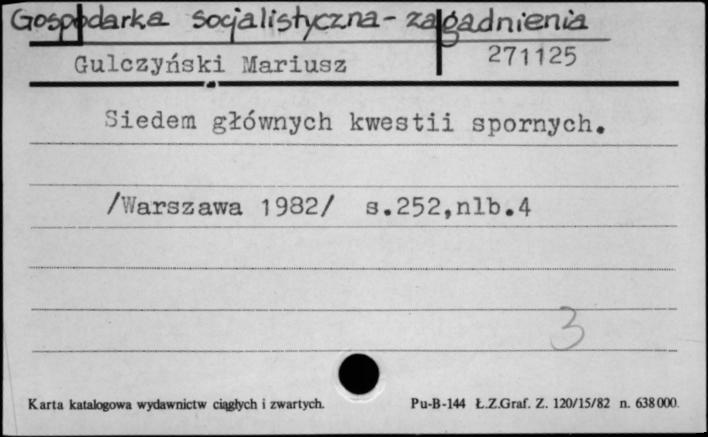 Gospodarka socjalistyczna - zagadnienia
Gulczyński Mariusz 271125
Siedem głównych kwestii spornych.
/Warszawa 1982/ s.252,nlb.4
3
Karta katalogowa wydawnictw ciągłych i zwartych. Pu-B-144 Ł.Z.Graf. Z. 120/15/82 n. 638000.